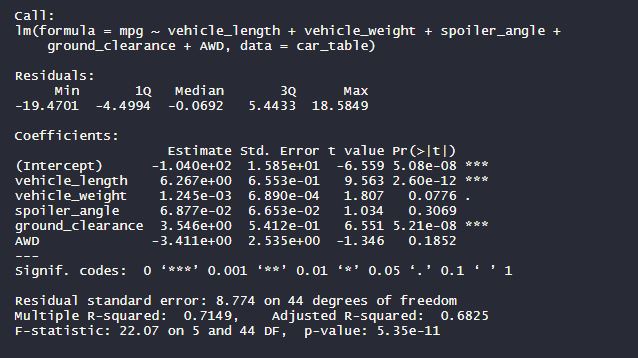 Call:
lm(formula = mpg ~ vehicle_length + vehicle_weight + spoiler_angle +
    ground_clearance + AWD, data = car_table)

Residuals:
     Min       1Q   Median       3Q      Max
-19.4701  -4.4994  -0.0692   5.4433  18.5849

Coefficients:
                   Estimate Std. Error t value Pr(>|t|)
(Intercept)      -1.040e+02  1.585e+01  -6.559 5.08e-08 ***
vehicle_length    6.267e+00  6.553e-01   9.563 2.60e-12 ***
vehicle_weight    1.245e-03  6.890e-04   1.807   0.0776 .
spoiler_angle     6.877e-02  6.653e-02   1.034   0.3069
ground_clearance  3.546e+00  5.412e-01   6.551 5.21e-08 ***
AWD              -3.411e+00  2.535e+00  -1.346   0.1852
---
Signif. codes:  0 ‘***’ 0.001 ‘**’ 0.01 ‘*’ 0.05 ‘.’ 0.1 ‘ ’ 1

Residual standard error: 8.774 on 44 degrees of freedom
Multiple R-squared:  0.7149,	Adjusted R-squared:  0.6825
F-statistic: 22.07 on 5 and 44 DF,  p-value: 5.35e-11